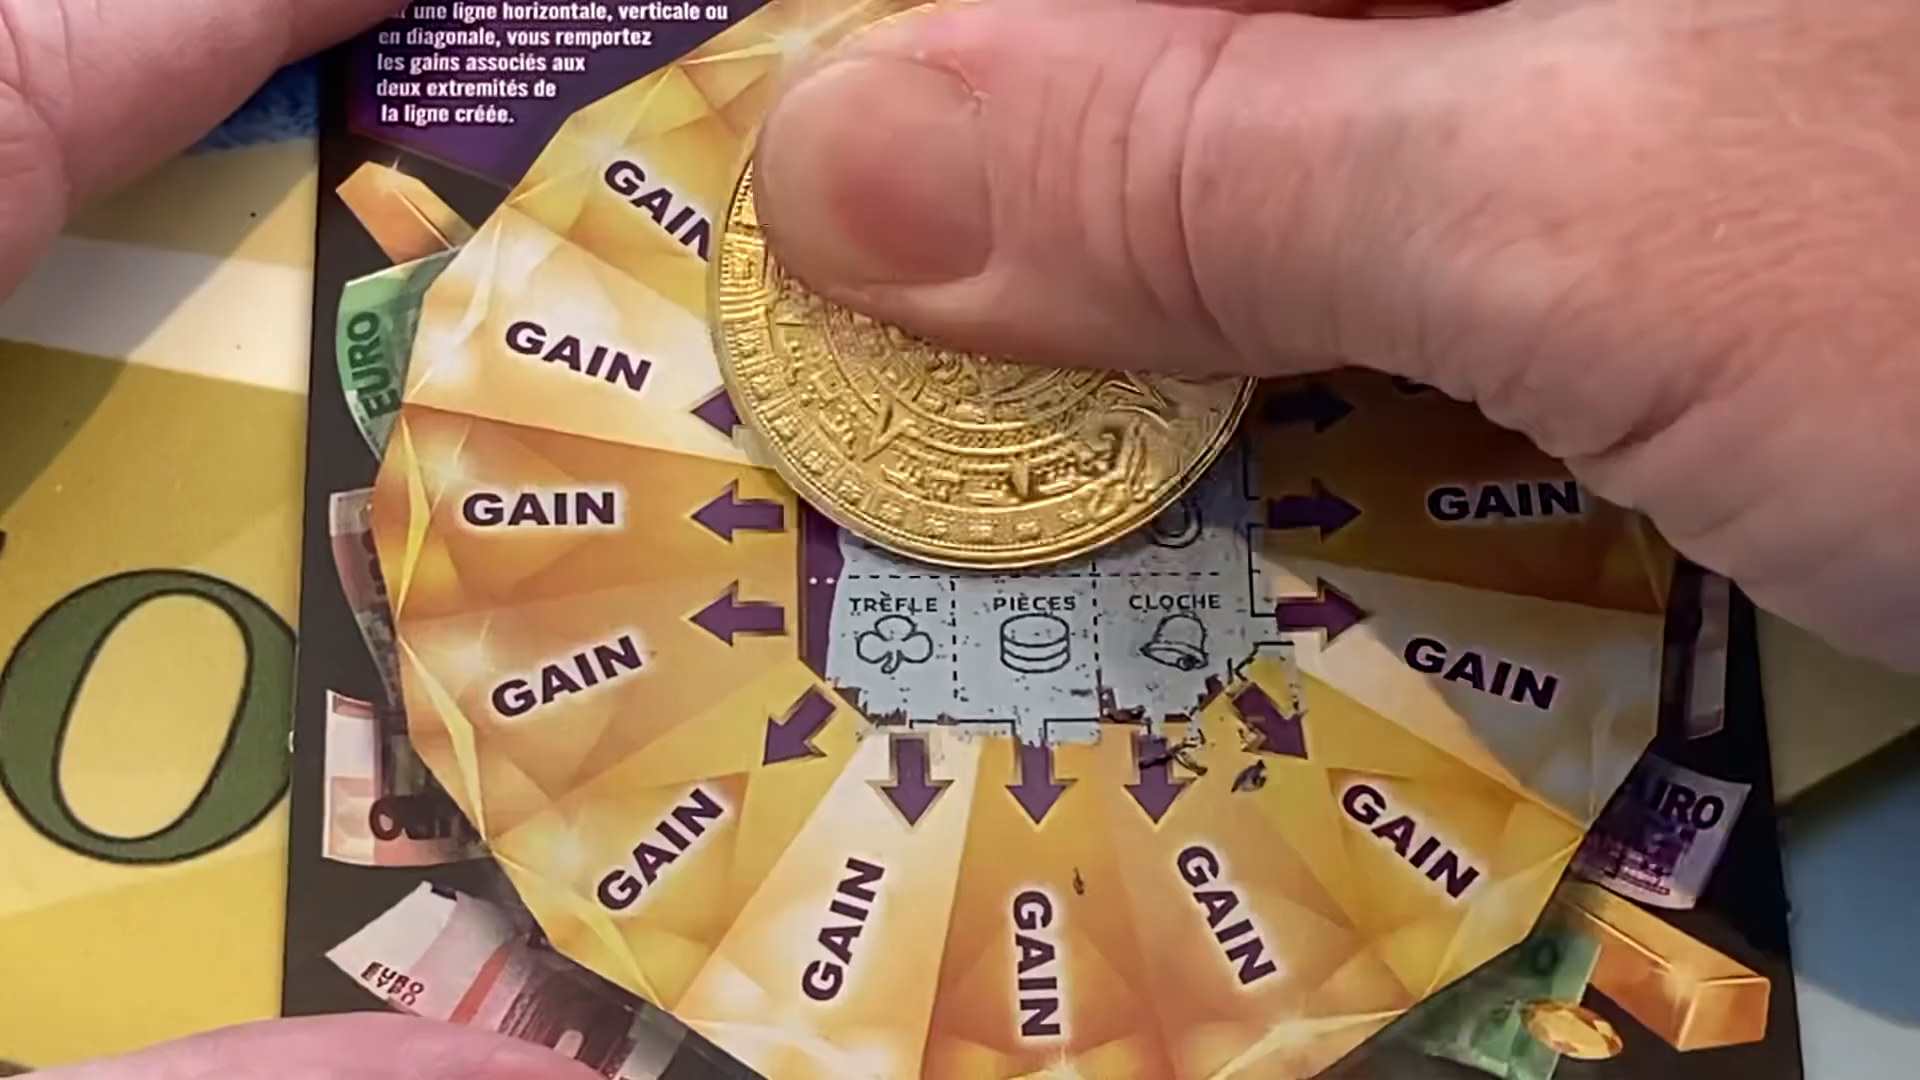 une ligne horizontale, verticale ou
en diagonale, vous remportez
les gains associés aux
deux extremités de
la ligne créée.
GAIN
GAIN
EURO
GAIN
GAIN
GAIN
TRÈFLE
PIÈCES
CLOCHE
GAIN
GAIN
O
GAIN
GAIN
GAIN
GAIN
EURO